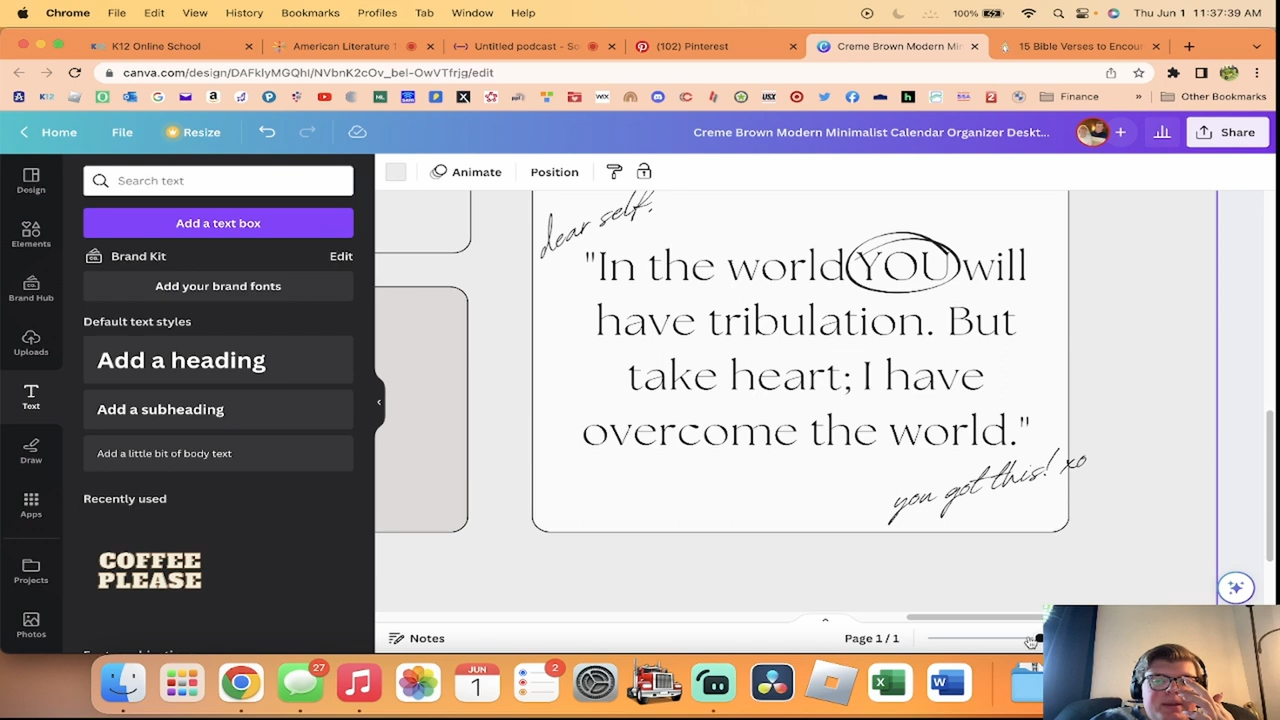 Chrome File Edit View History Bookmarks Profiles Tab Window Help 100% Thu Jun 1 11:37:39 AM
K12 Online School American Literature 1 Untitled podcast - So (102) Pinterest Creme Brown Modern Min 15 Bible Verses to Encour
canva.com/design/DAFklyMGQhI/NVbnK2cOv_bel-OwVTfrjg/edit
Finance » Other Bookmarks
Home File Resize Creme Brown Modern Minimalist Calendar Organizer Deskt... Share
Search text
Animate Position
Add a text box
Brand Kit Edit
Add your brand fonts
Default text styles
Add a heading
Add a subheading
Add a little bit of body text
Recently used
COFFEE
PLEASE
Design
Elements
Brand Hub
Uploads
Text
Draw
Apps
Projects
Photos
dear self.
"In the world YOU will
have tribulation. But
take heart; I have
overcome the world."
you got this! xo
Notes Page 1 / 1
27 JUN 1 2